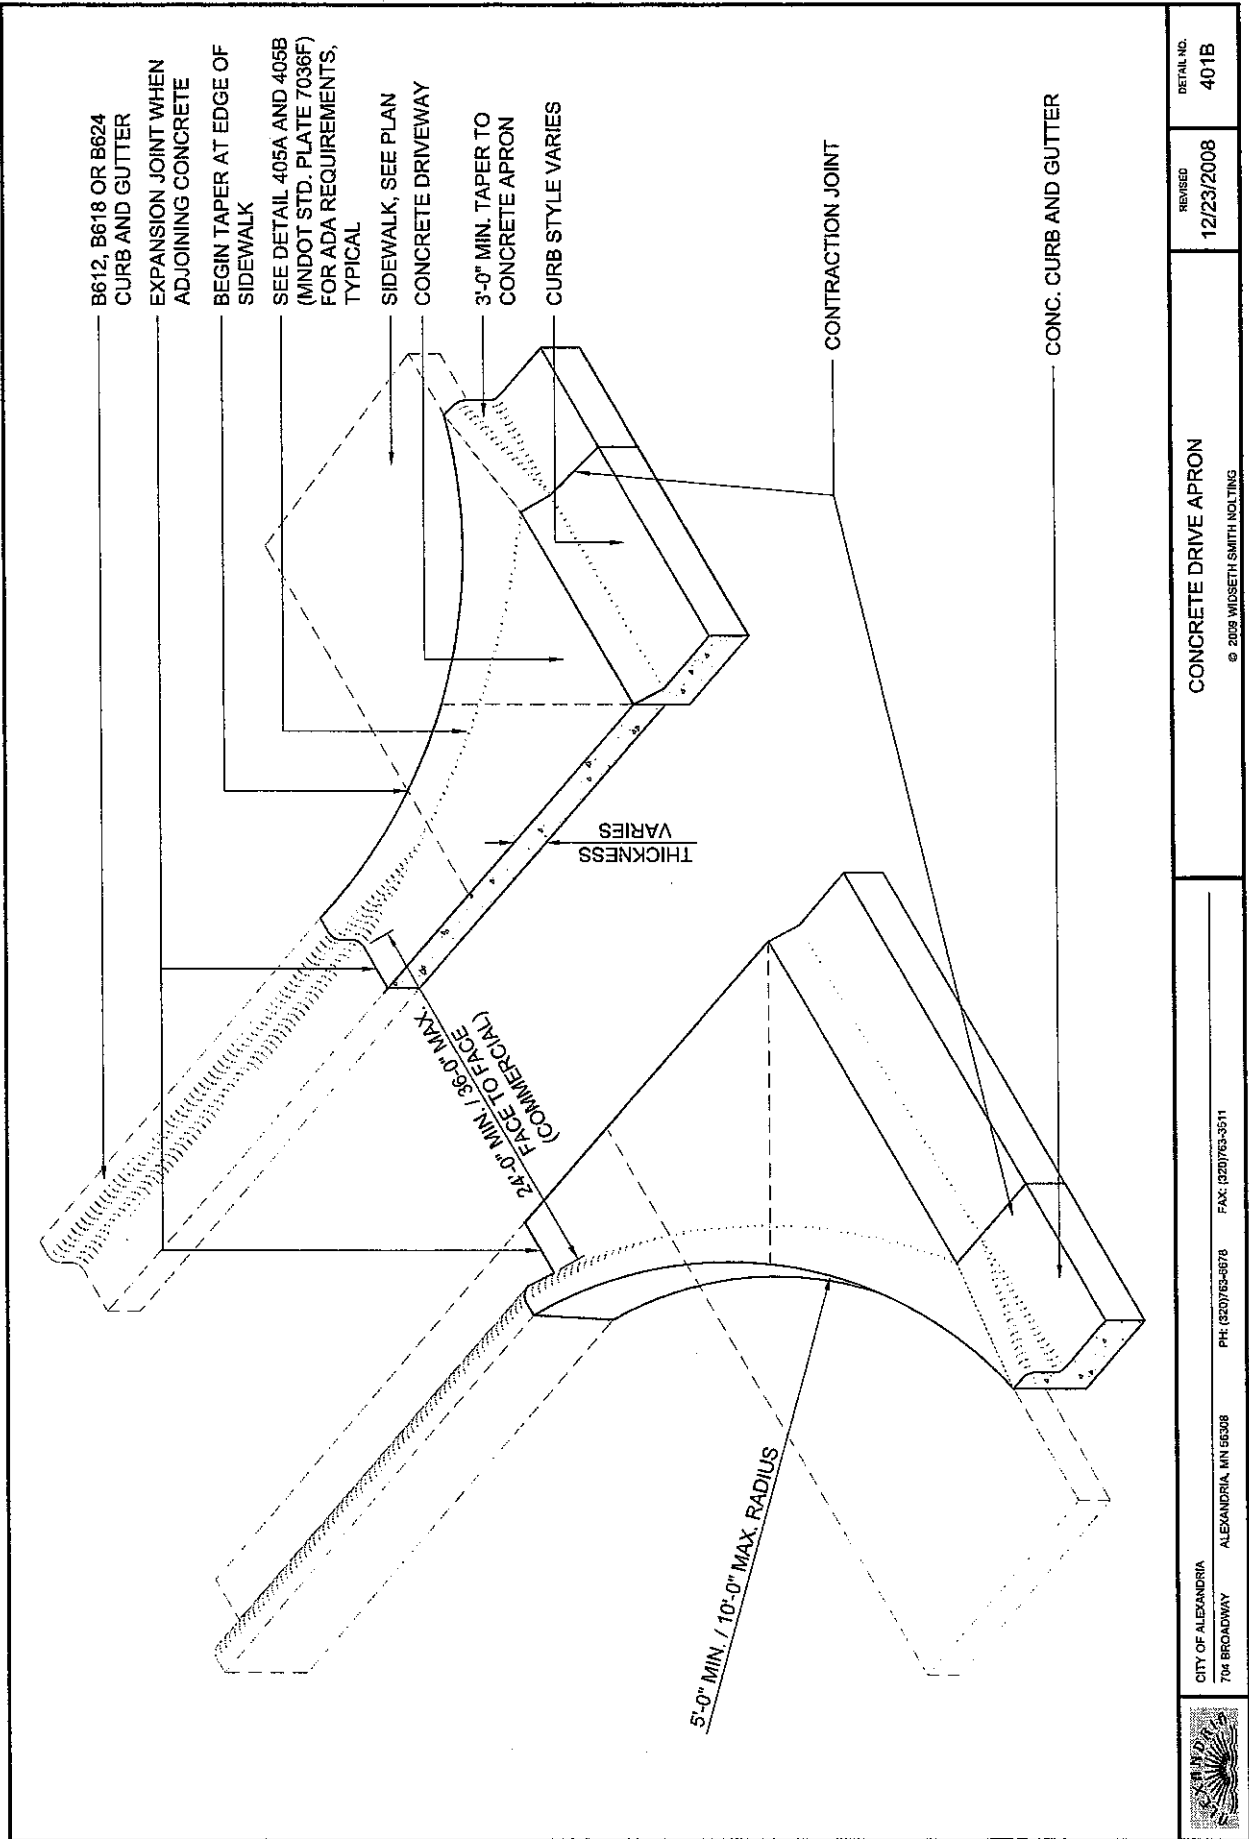 B612, B618 OR B624
CURB AND GUTTER
EXPANSION JOINT WHEN
ADJOINING CONCRETE
BEGIN TAPER AT EDGE OF
SIDEWALK
SEE DETAIL 405A AND 405B
(MNDOT STD. PLATE 7036F)
FOR ADA REQUIREMENTS,
TYPICAL
SIDEWALK, SEE PLAN
CONCRETE DRIVEWAY
3'-0" MIN. TAPER TO
CONCRETE APRON
CURB STYLE VARIES
CONTRACTION JOINT
CONC. CURB AND GUTTER
THICKNESS
VARIES
24'-0" MIN. / 36'-0" MAX.
FACE TO FACE
(COMMERCIAL)
5'-0" MIN. / 10'-0" MAX. RADIUS
CITY OF ALEXANDRIA
704 BROADWAY ALEXANDRIA, MN 56308 PH: (320)763-6678 FAX: (320)763-3511
CONCRETE DRIVE APRON
© 2009 WIDSETH SMITH NOLTING
REVISED
12/23/2008
DETAIL NO.
401B